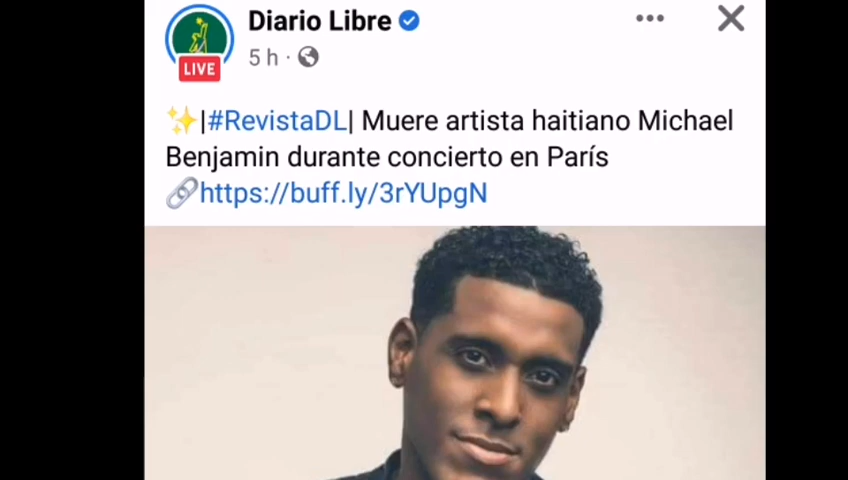 Diario Libre
5 h ·
LIVE
✨|#RevistaDL| Muere artista haitiano Michael
Benjamin durante concierto en París
🔗https://buff.ly/3rYUpgN